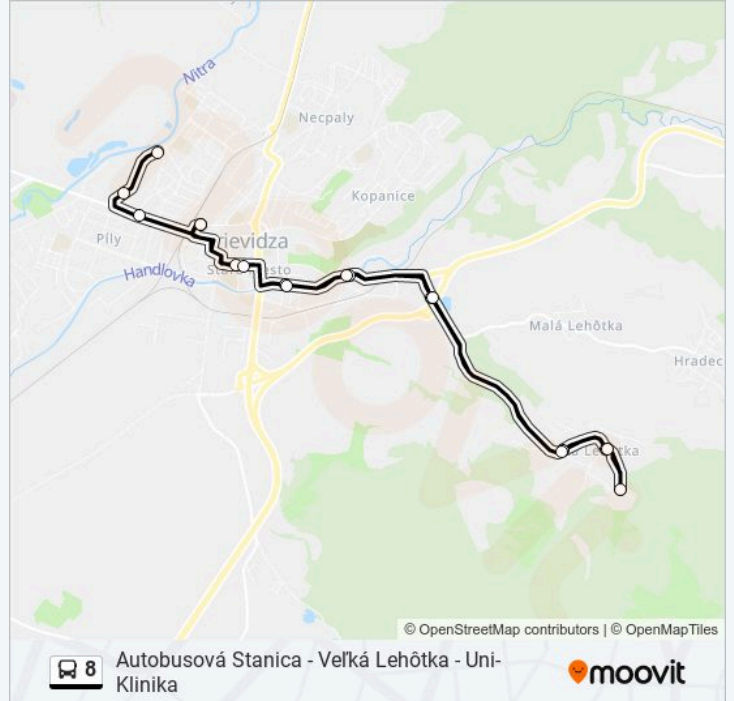 Nitra
Necpaly
Kopanice
rievidza
Píly
Handlovka
Malá Lehôtka
Hradec
© OpenStreetMap contributors | © OpenMapTiles
8
Autobusová Stanica - Veľká Lehôtka - Uni-
Klinika
moovit